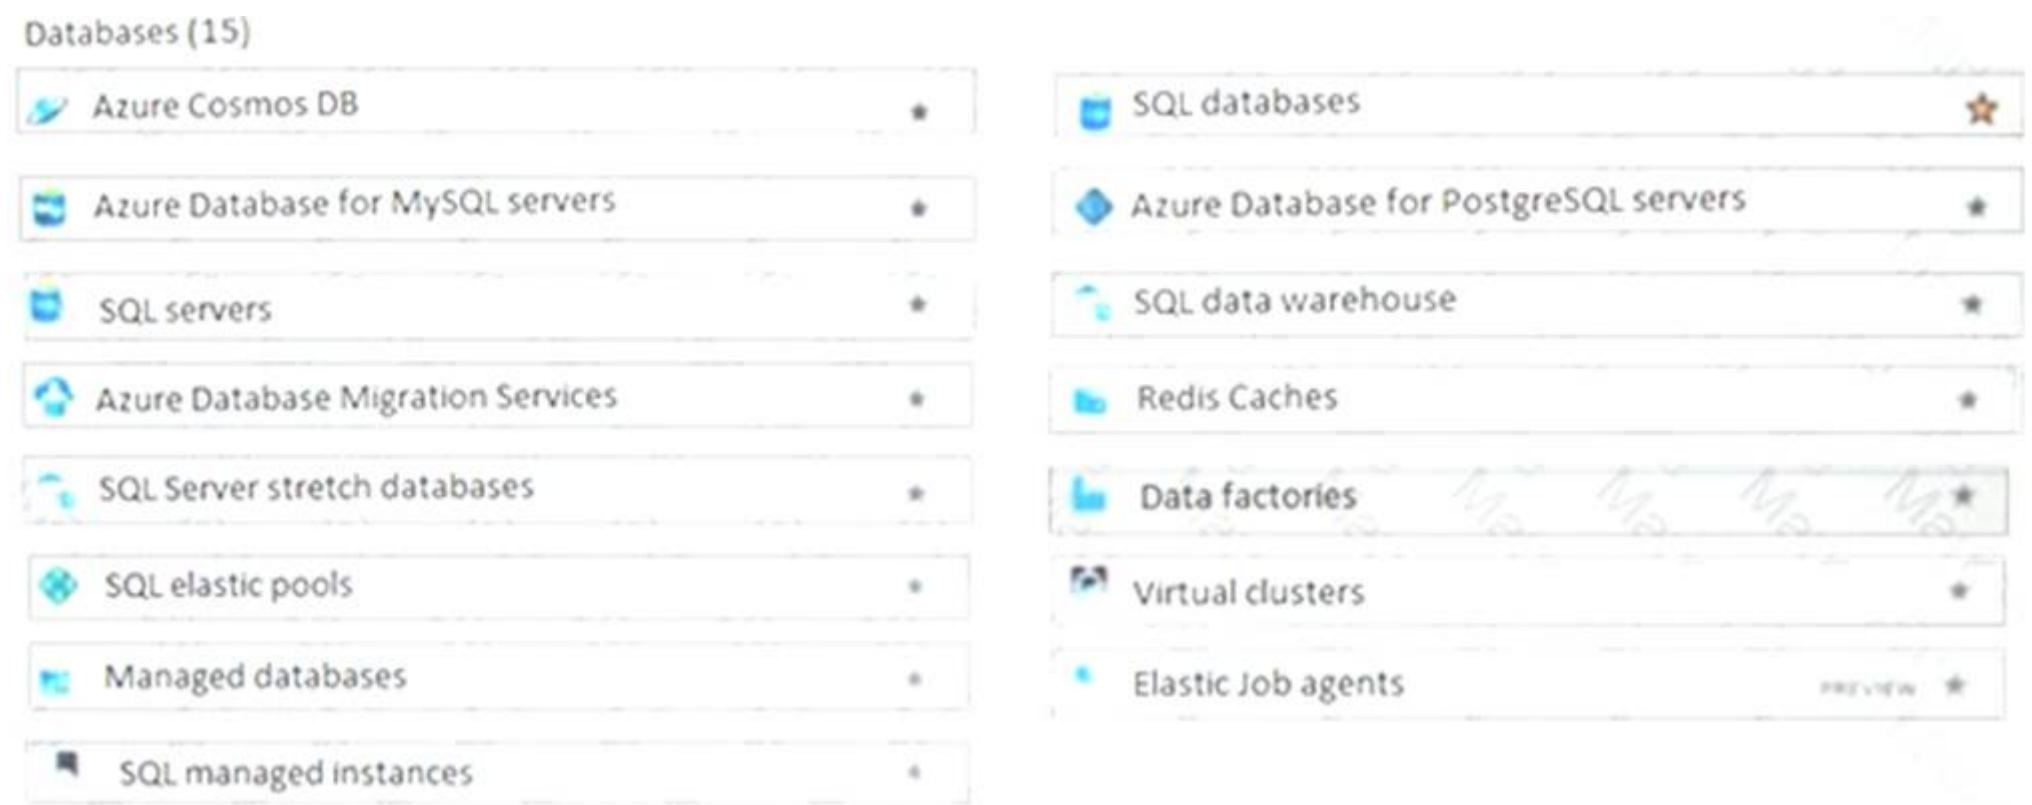 Databases (15)
Azure Cosmos DB
SQL databases
Azure Database for MySQL servers
Azure Database for PostgreSQL servers
SQL servers
SQL data warehouse
Azure Database Migration Services
Redis Caches
SQL Server stretch databases
Data factories
SQL elastic pools
Virtual clusters
Managed databases
Elastic Job agents PREVIEW
SQL managed instances